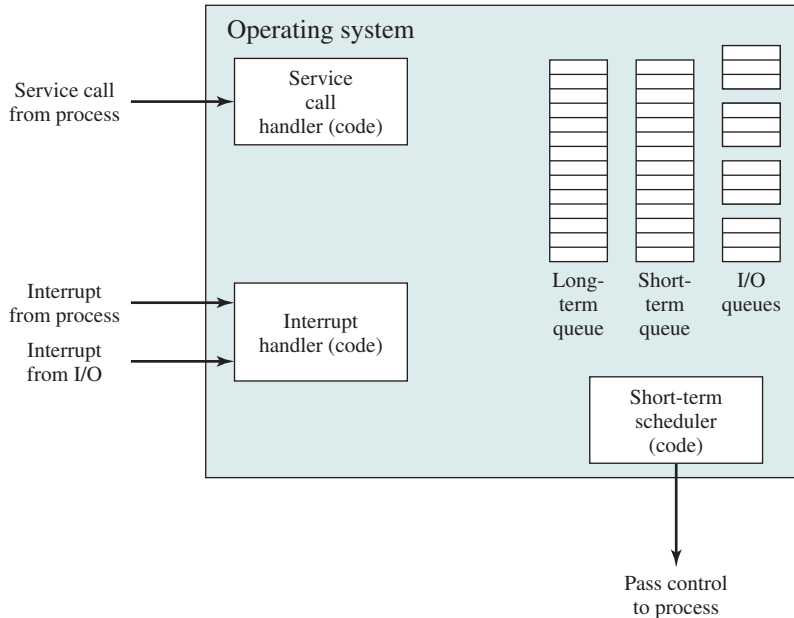 Operating system
Service call
from process
Service
call
handler (code)
Interrupt
from process
Interrupt
from I/O
Interrupt
handler (code)
Long-
term
queue
Short-
term
queue
I/O
queues
Short-term
scheduler
(code)
Pass control
to process